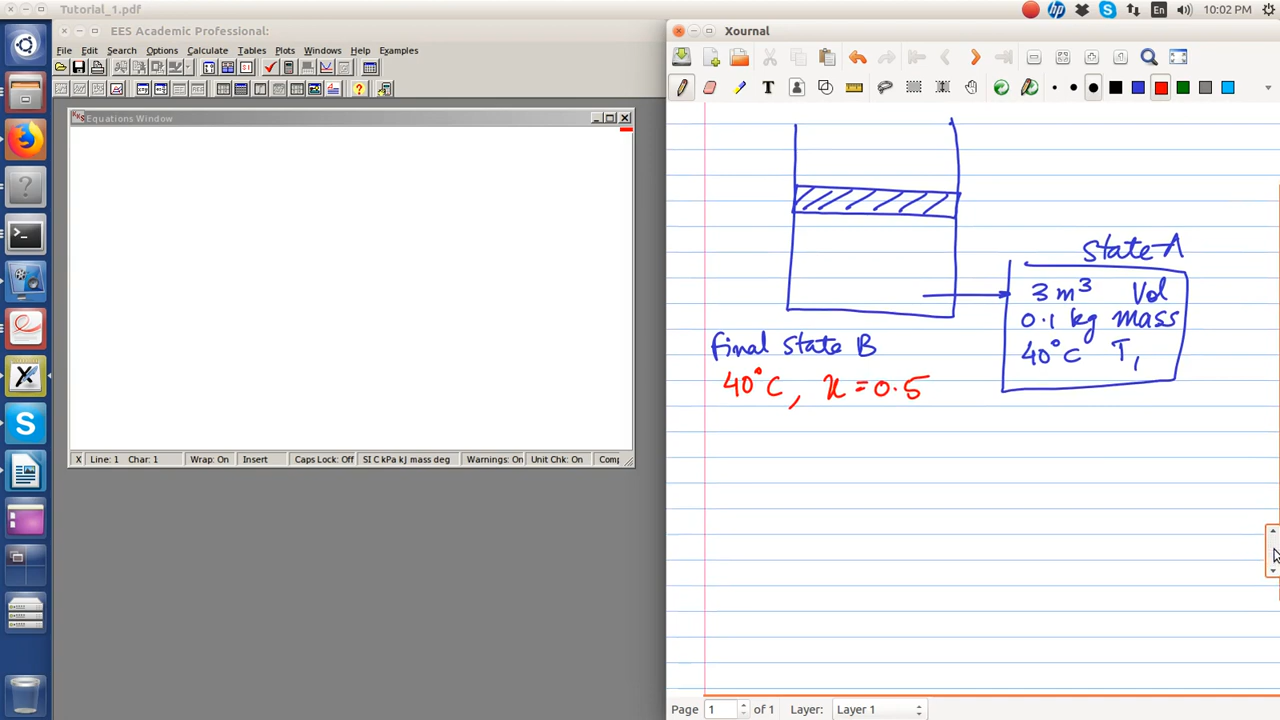 Tutorial_1.pdf
En
10:02 PM
EES Academic Professional:
File Edit Search Options Calculate Tables Plots Windows Help Examples
Equations Window
X Line: 1 Char: 1 Wrap: On Insert Caps Lock: Off SI C kPa kJ mass deg Warnings: On Unit Chk: On
Xournal
State-A
3 m³ Vol
0.1 kg mass
40°C T₁
Final State B
40°C, x = 0.5
Page 1 of 1 Layer: Layer 1